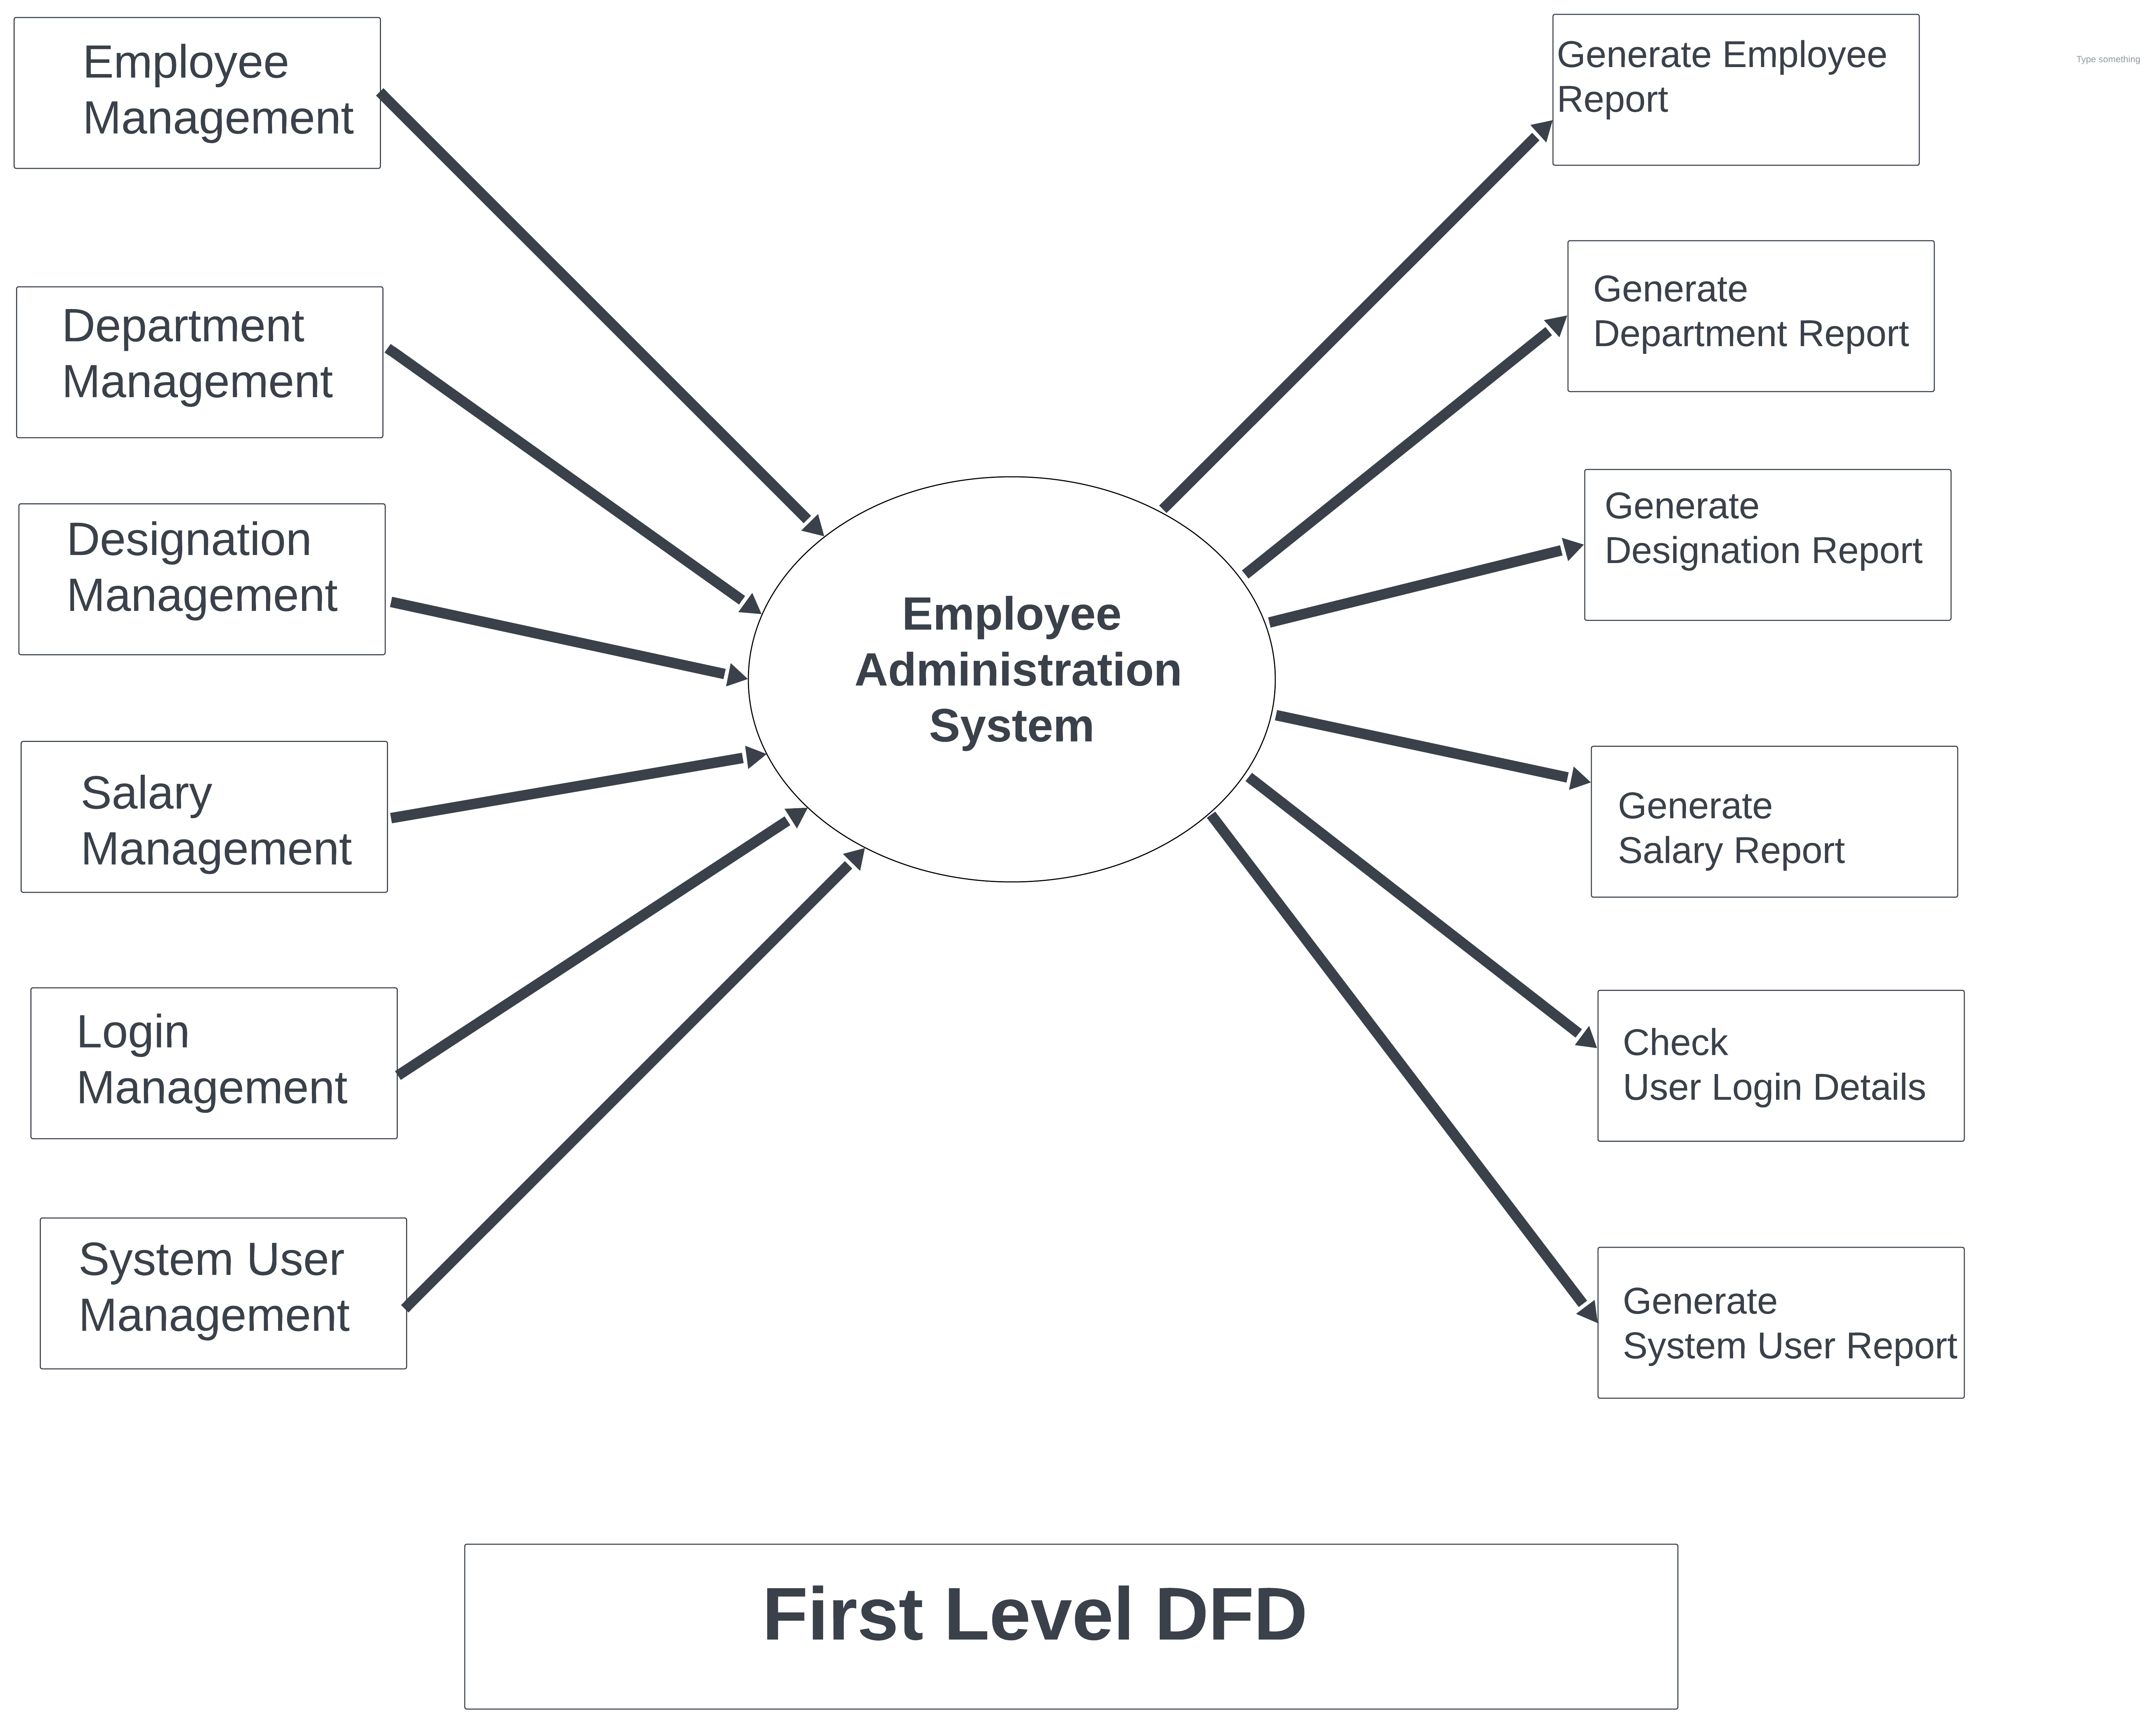 Employee
Management
Department
Management
Designation
Management
Salary
Management
Login
Management
System User
Management
Employee
Administration
System
Generate Employee
Report
Generate
Department Report
Generate
Designation Report
Generate
Salary Report
Check
User Login Details
Generate
System User Report
Type something
First Level DFD